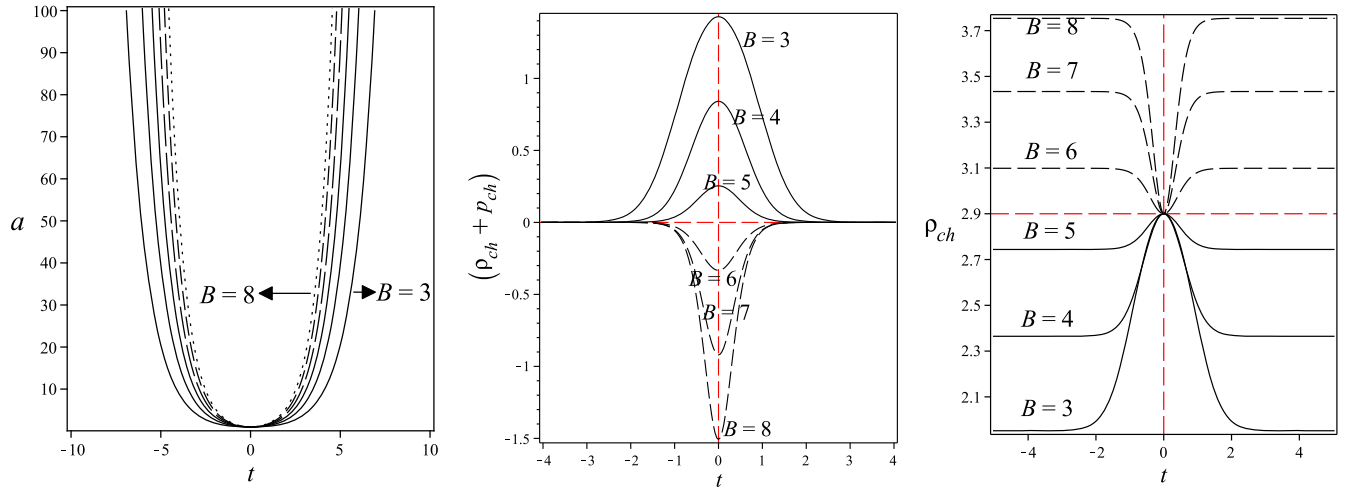 100
90
80
70
60
50
40
30
20
10
a
B = 8
B = 3
-10
-5
0
5
10
t
1
0.5
0
-0.5
-1
-1.5
(ρ_ch + p_ch)
B = 3
B = 4
B = 5
B = 6
B = 7
B = 8
-4
-3
-2
-1
0
1
2
3
4
t
3.7
3.5
3.3
3.1
2.9
2.7
2.5
2.3
2.1
ρ_ch
B = 8
B = 7
B = 6
B = 5
B = 4
B = 3
-4
-2
0
2
4
t